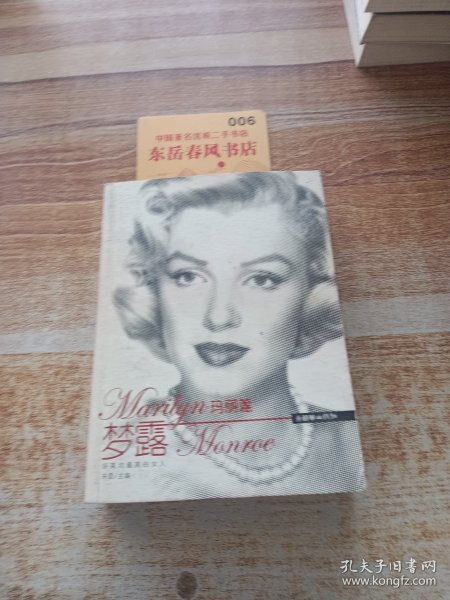 006
中国著名连锁二手书店
东岳春风书店
Marilyn 玛丽莲
梦露 Monroe
孔夫子旧书网
www.kongfz.com